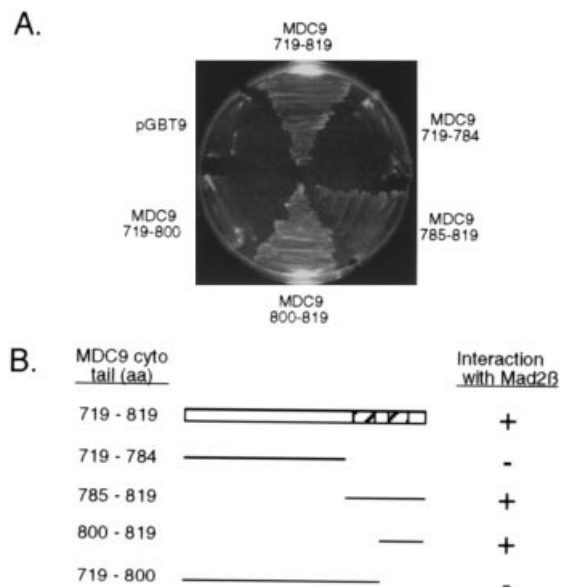 A.
MDC9
719-819
pGBT9
MDC9
719-784
MDC9
719-800
MDC9
785-819
MDC9
800-819
B.
MDC9 cyto
tail (aa)
Interaction
with Mad2ß
719 - 819
+
719 - 784
-
785 - 819
+
800 - 819
+
719 - 800
-